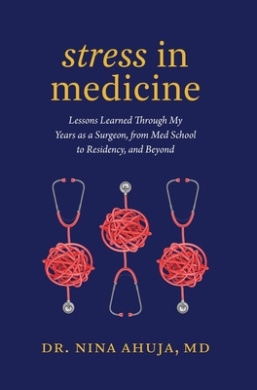 stress in
medicine
Lessons Learned Through My
Years as a Surgeon, from Med School
to Residency, and Beyond
DR. NINA AHUJA, MD